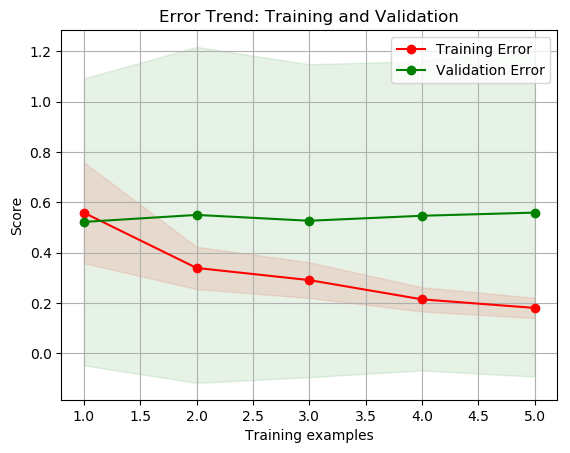 Error Trend: Training and Validation
Training Error
Validation Error
Score
1.2
1.0
0.8
0.6
0.4
0.2
0.0
1.0 1.5 2.0 2.5 3.0 3.5 4.0 4.5 5.0
Training examples